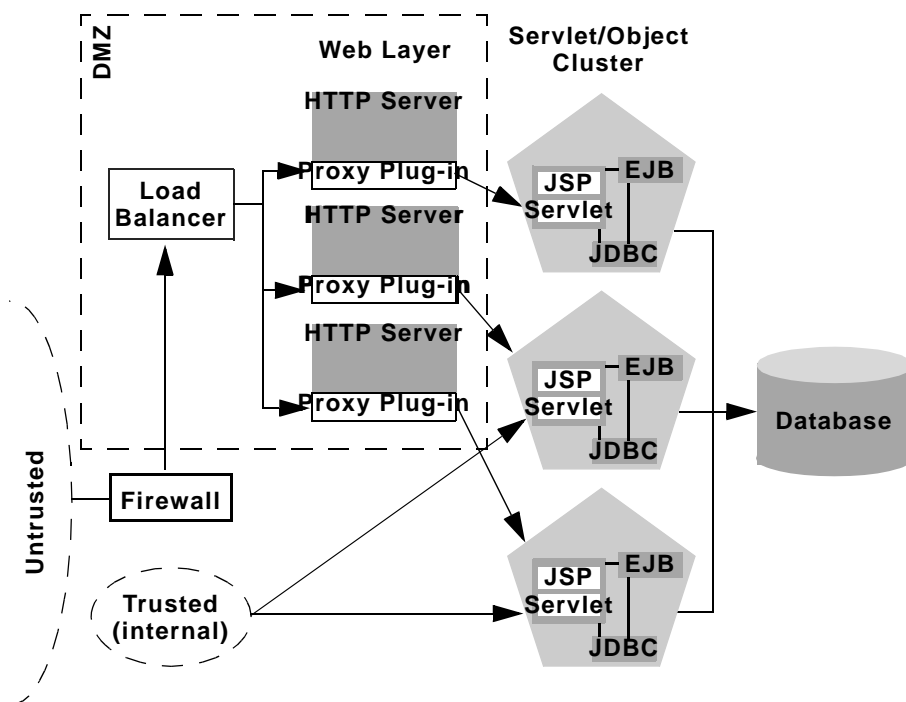 DMZ
Web Layer
Servlet/Object
Cluster
HTTP Server
Proxy Plug-in
HTTP Server
Proxy Plug-in
HTTP Server
Proxy Plug-in
Load
Balancer
JSP
Servlet
EJB
JDBC
JSP
Servlet
EJB
JDBC
JSP
Servlet
EJB
JDBC
Database
Untrusted
Firewall
Trusted
(internal)